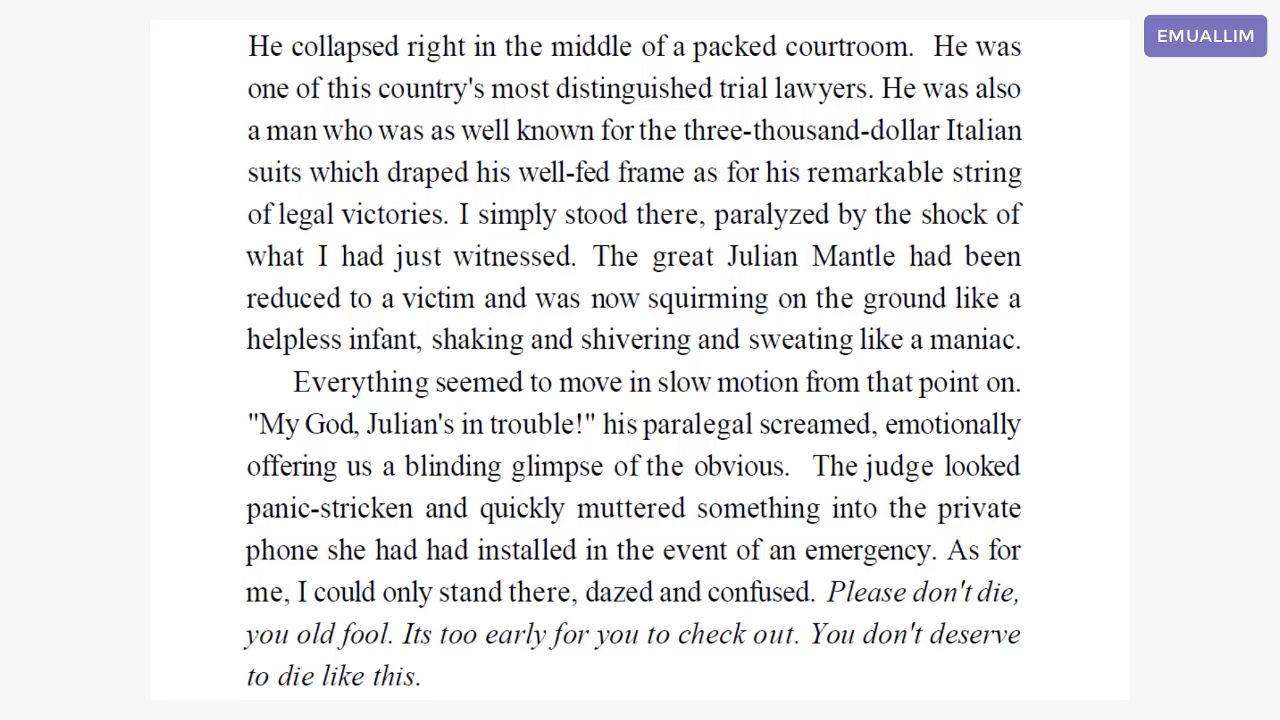 EMUALLIM
He collapsed right in the middle of a packed courtroom. He was
one of this country's most distinguished trial lawyers. He was also
a man who was as well known for the three-thousand-dollar Italian
suits which draped his well-fed frame as for his remarkable string
of legal victories. I simply stood there, paralyzed by the shock of
what I had just witnessed. The great Julian Mantle had been
reduced to a victim and was now squirming on the ground like a
helpless infant, shaking and shivering and sweating like a maniac.
Everything seemed to move in slow motion from that point on.
"My God, Julian's in trouble!" his paralegal screamed, emotionally
offering us a blinding glimpse of the obvious. The judge looked
panic-stricken and quickly muttered something into the private
phone she had had installed in the event of an emergency. As for
me, I could only stand there, dazed and confused. Please don't die,
you old fool. Its too early for you to check out. You don't deserve
to die like this.